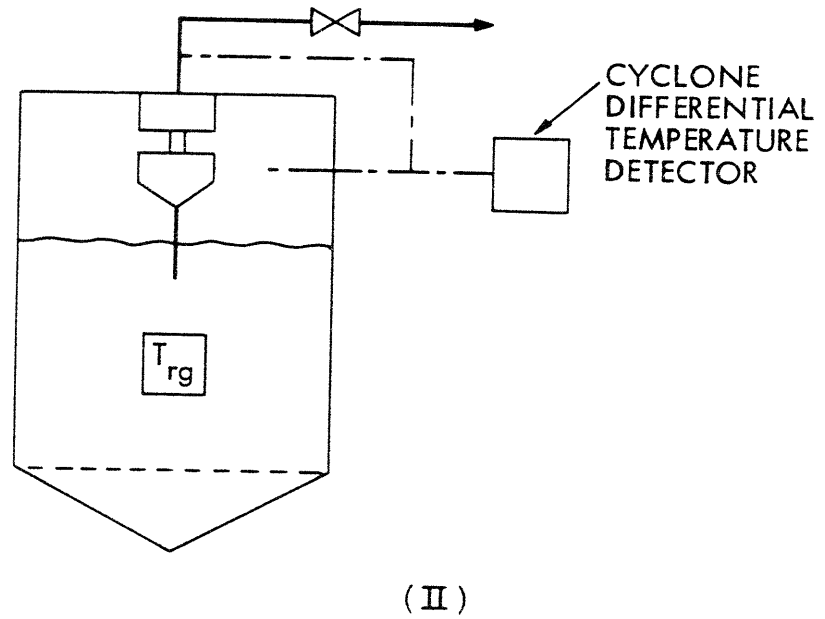 CYCLONE
DIFFERENTIAL
TEMPERATURE
DETECTOR
Trg
(II)